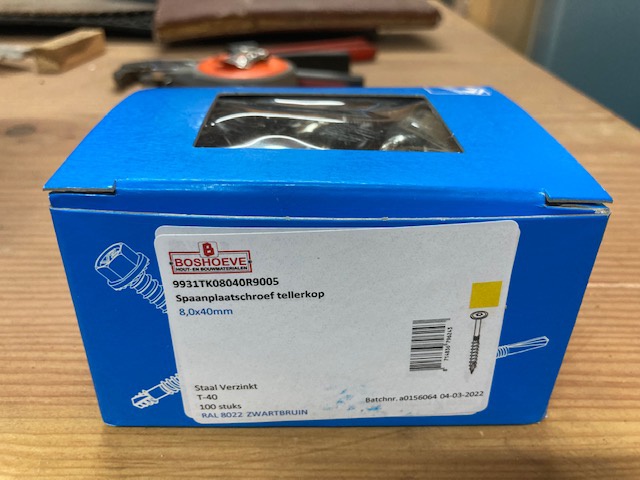 B
BOSHOEVE
HOUT- EN BOUWMATERIALEN
9931TK08040R9005
Spaanplaatschroef tellerkop
8,0x40mm
Staal Verzinkt
T-40
100 stuks
RAL 8022 ZWARTBRUIN
Batchnr. a0156064 04-03-2022